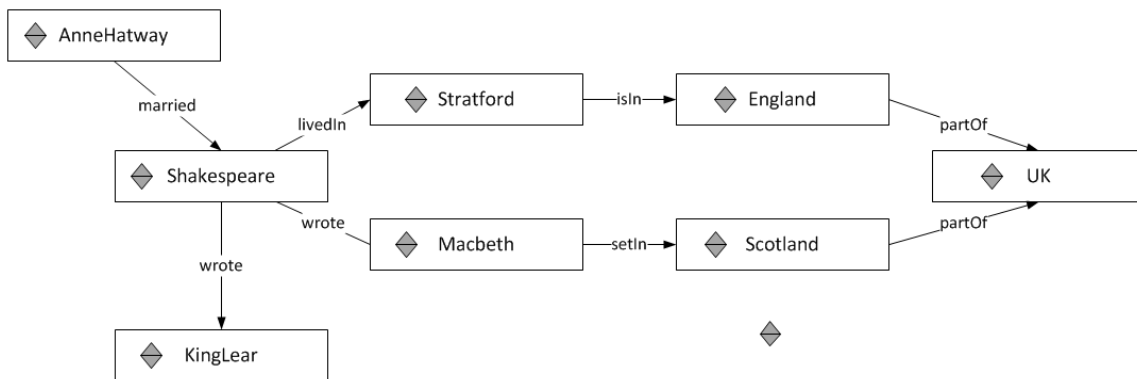 AnneHatway
married
Stratford
isIn
England
livedIn
partOf
Shakespeare
UK
wrote
Macbeth
setIn
Scotland
partOf
wrote
KingLear